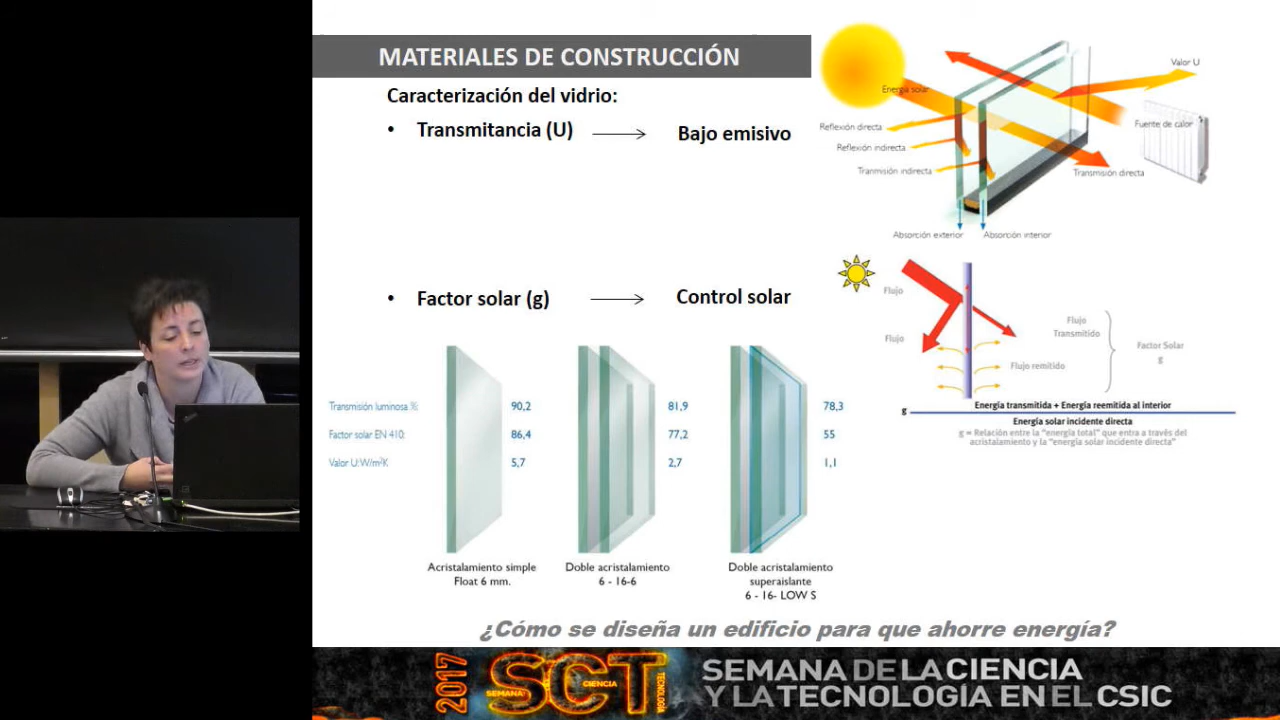 MATERIALES DE CONSTRUCCIÓN
Caracterización del vidrio:
• Transmitancia (U)
Bajo emisivo
• Factor solar (g)
Control solar
Energía solar
Valor U
Reflexión directa
Reflexión indirecta
Tranmisión indirecta
Fuente de calor
Transmisión directa
Absorción exterior
Absorción interior
Flujo
Flujo
Flujo
Transmitido
Flujo remitido
Factor Solar
g
g
Energía transmitida + Energía reemitida al interior
Energía solar incidente directa
g = Relación entre la "energía total" que entra a través del
acristalamiento y la "energía solar incidente directa"
Transmisión luminosa %: 90,2 81,9 78,3
Factor solar EN 410: 86,4 77,2 55
Valor U:W/m²K 5,7 2,7 1,1
Acristalamiento simple
Float 6 mm.
Doble acristalamiento
6 - 16-6
Doble acristalamiento
superaislante
6 - 16- LOW S
¿Cómo se diseña un edificio para que ahorre energía?
2017
SCT
SEMANA
CIENCIA
TECNOLOGÍA
SEMANA DE LA CIENCIA
Y LA TECNOLOGÍA EN EL CSIC